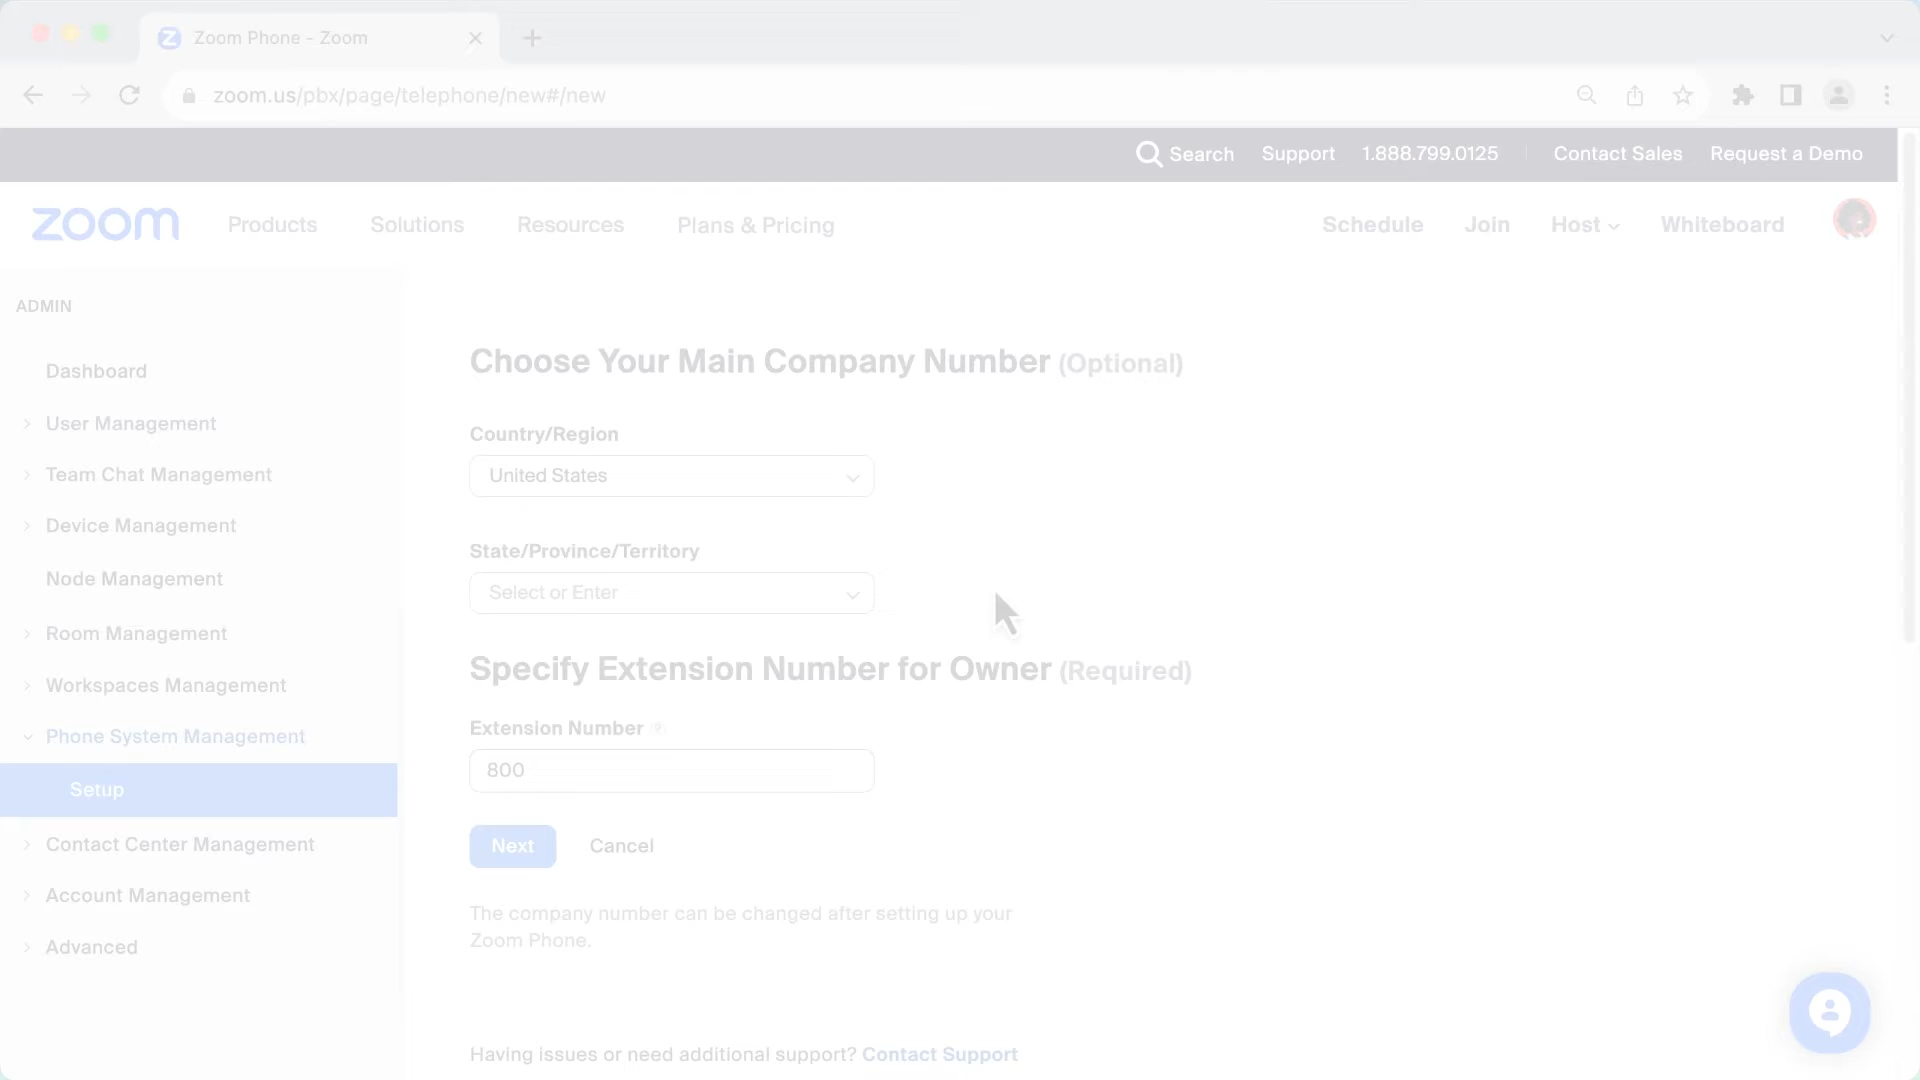 Zoom Phone - Zoom
zoom.us/pbx/page/telephone/new#/new
Search Support 1.888.799.0125 Contact Sales Request a Demo
zoom Products Solutions Resources Plans & Pricing Schedule Join Host Whiteboard
ADMIN
Dashboard
User Management
Team Chat Management
Device Management
Node Management
Room Management
Workspaces Management
Phone System Management
Setup
Contact Center Management
Account Management
Advanced
Choose Your Main Company Number (Optional)
Country/Region
United States
State/Province/Territory
Select or Enter
Specify Extension Number for Owner (Required)
Extension Number
800
Next Cancel
The company number can be changed after setting up your
Zoom Phone.
Having issues or need additional support? Contact Support